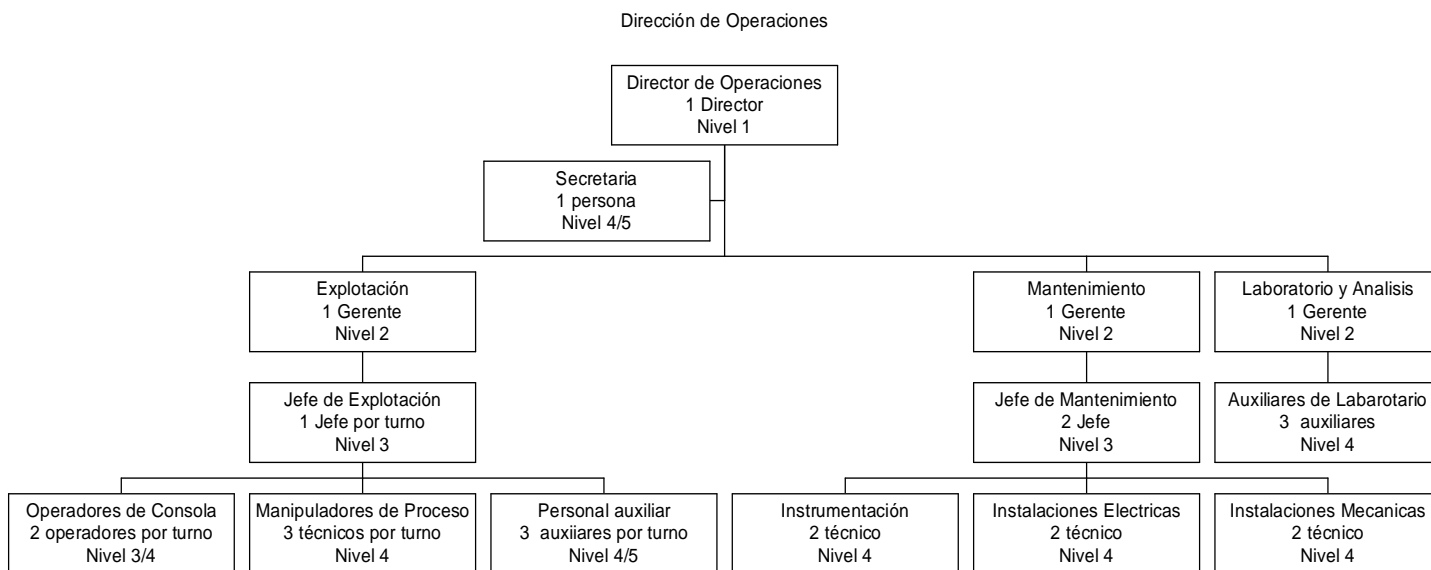 Dirección de Operaciones
Director de Operaciones
1 Director
Nivel 1
Secretaria
1 persona
Nivel 4/5
Explotación
1 Gerente
Nivel 2
Mantenimiento
1 Gerente
Nivel 2
Laboratorio y Analisis
1 Gerente
Nivel 2
Jefe de Explotación
1 Jefe por turno
Nivel 3
Jefe de Mantenimiento
2 Jefe
Nivel 3
Auxiliares de Labarotario
3 auxiliares
Nivel 4
Operadores de Consola
2 operadores por turno
Nivel 3/4
Manipuladores de Proceso
3 técnicos por turno
Nivel 4
Personal auxiliar
3 auxiiares por turno
Nivel 4/5
Instrumentación
2 técnico
Nivel 4
Instalaciones Electricas
2 técnico
Nivel 4
Instalaciones Mecanicas
2 técnico
Nivel 4